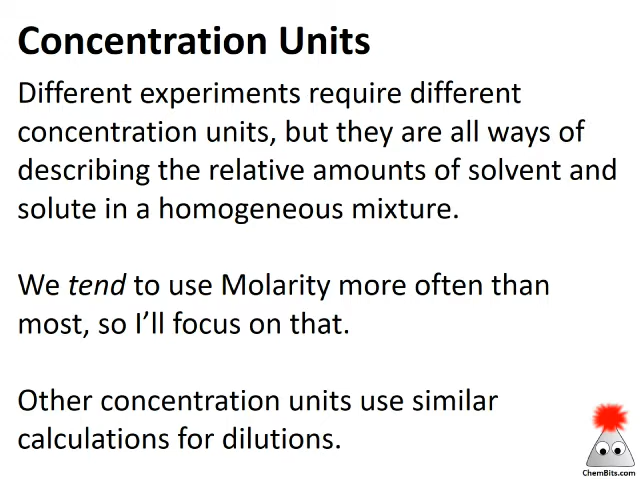 Concentration Units
Different experiments require different
concentration units, but they are all ways of
describing the relative amounts of solvent and
solute in a homogeneous mixture.
We tend to use Molarity more often than
most, so I’ll focus on that.
Other concentration units use similar
calculations for dilutions.
ChemBits.com